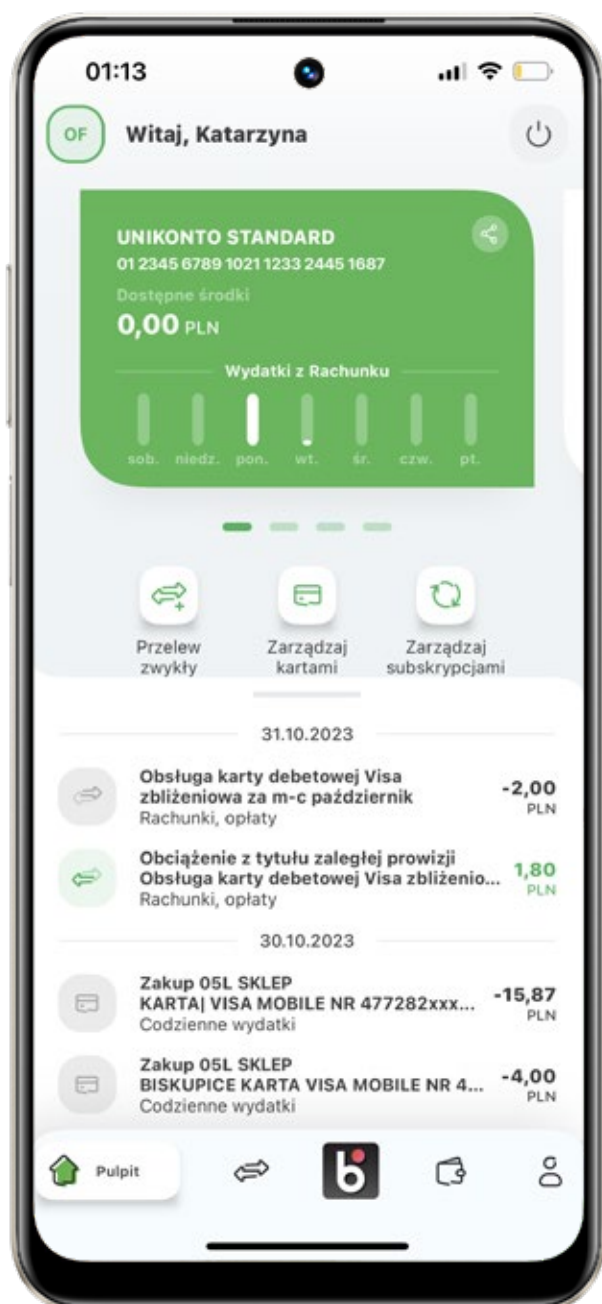 01:13
OF
Witaj, Katarzyna
UNIKONTO STANDARD
01 2345 6789 1021 1233 2445 1687
Dostępne środki
0,00 PLN
Wydatki z Rachunku
sob. niedz. pon. wt. śr. czw. pt.
Przelew zwykły
Zarządzaj kartami
Zarządzaj subskrypcjami
31.10.2023
Obsługa karty debetowej Visa
zbliżeniowa za m-c październik
Rachunki, opłaty
-2,00
PLN
Obciążenie z tytułu zaległej prowizji
Obsługa karty debetowej Visa zbliżenio...
Rachunki, opłaty
1,80
PLN
30.10.2023
Zakup 05L SKLEP
KARTA| VISA MOBILE NR 477282xxx...
Codzienne wydatki
-15,87
PLN
Zakup 05L SKLEP
BISKUPICE KARTA VISA MOBILE NR 4...
Codzienne wydatki
-4,00
PLN
Pulpit
b